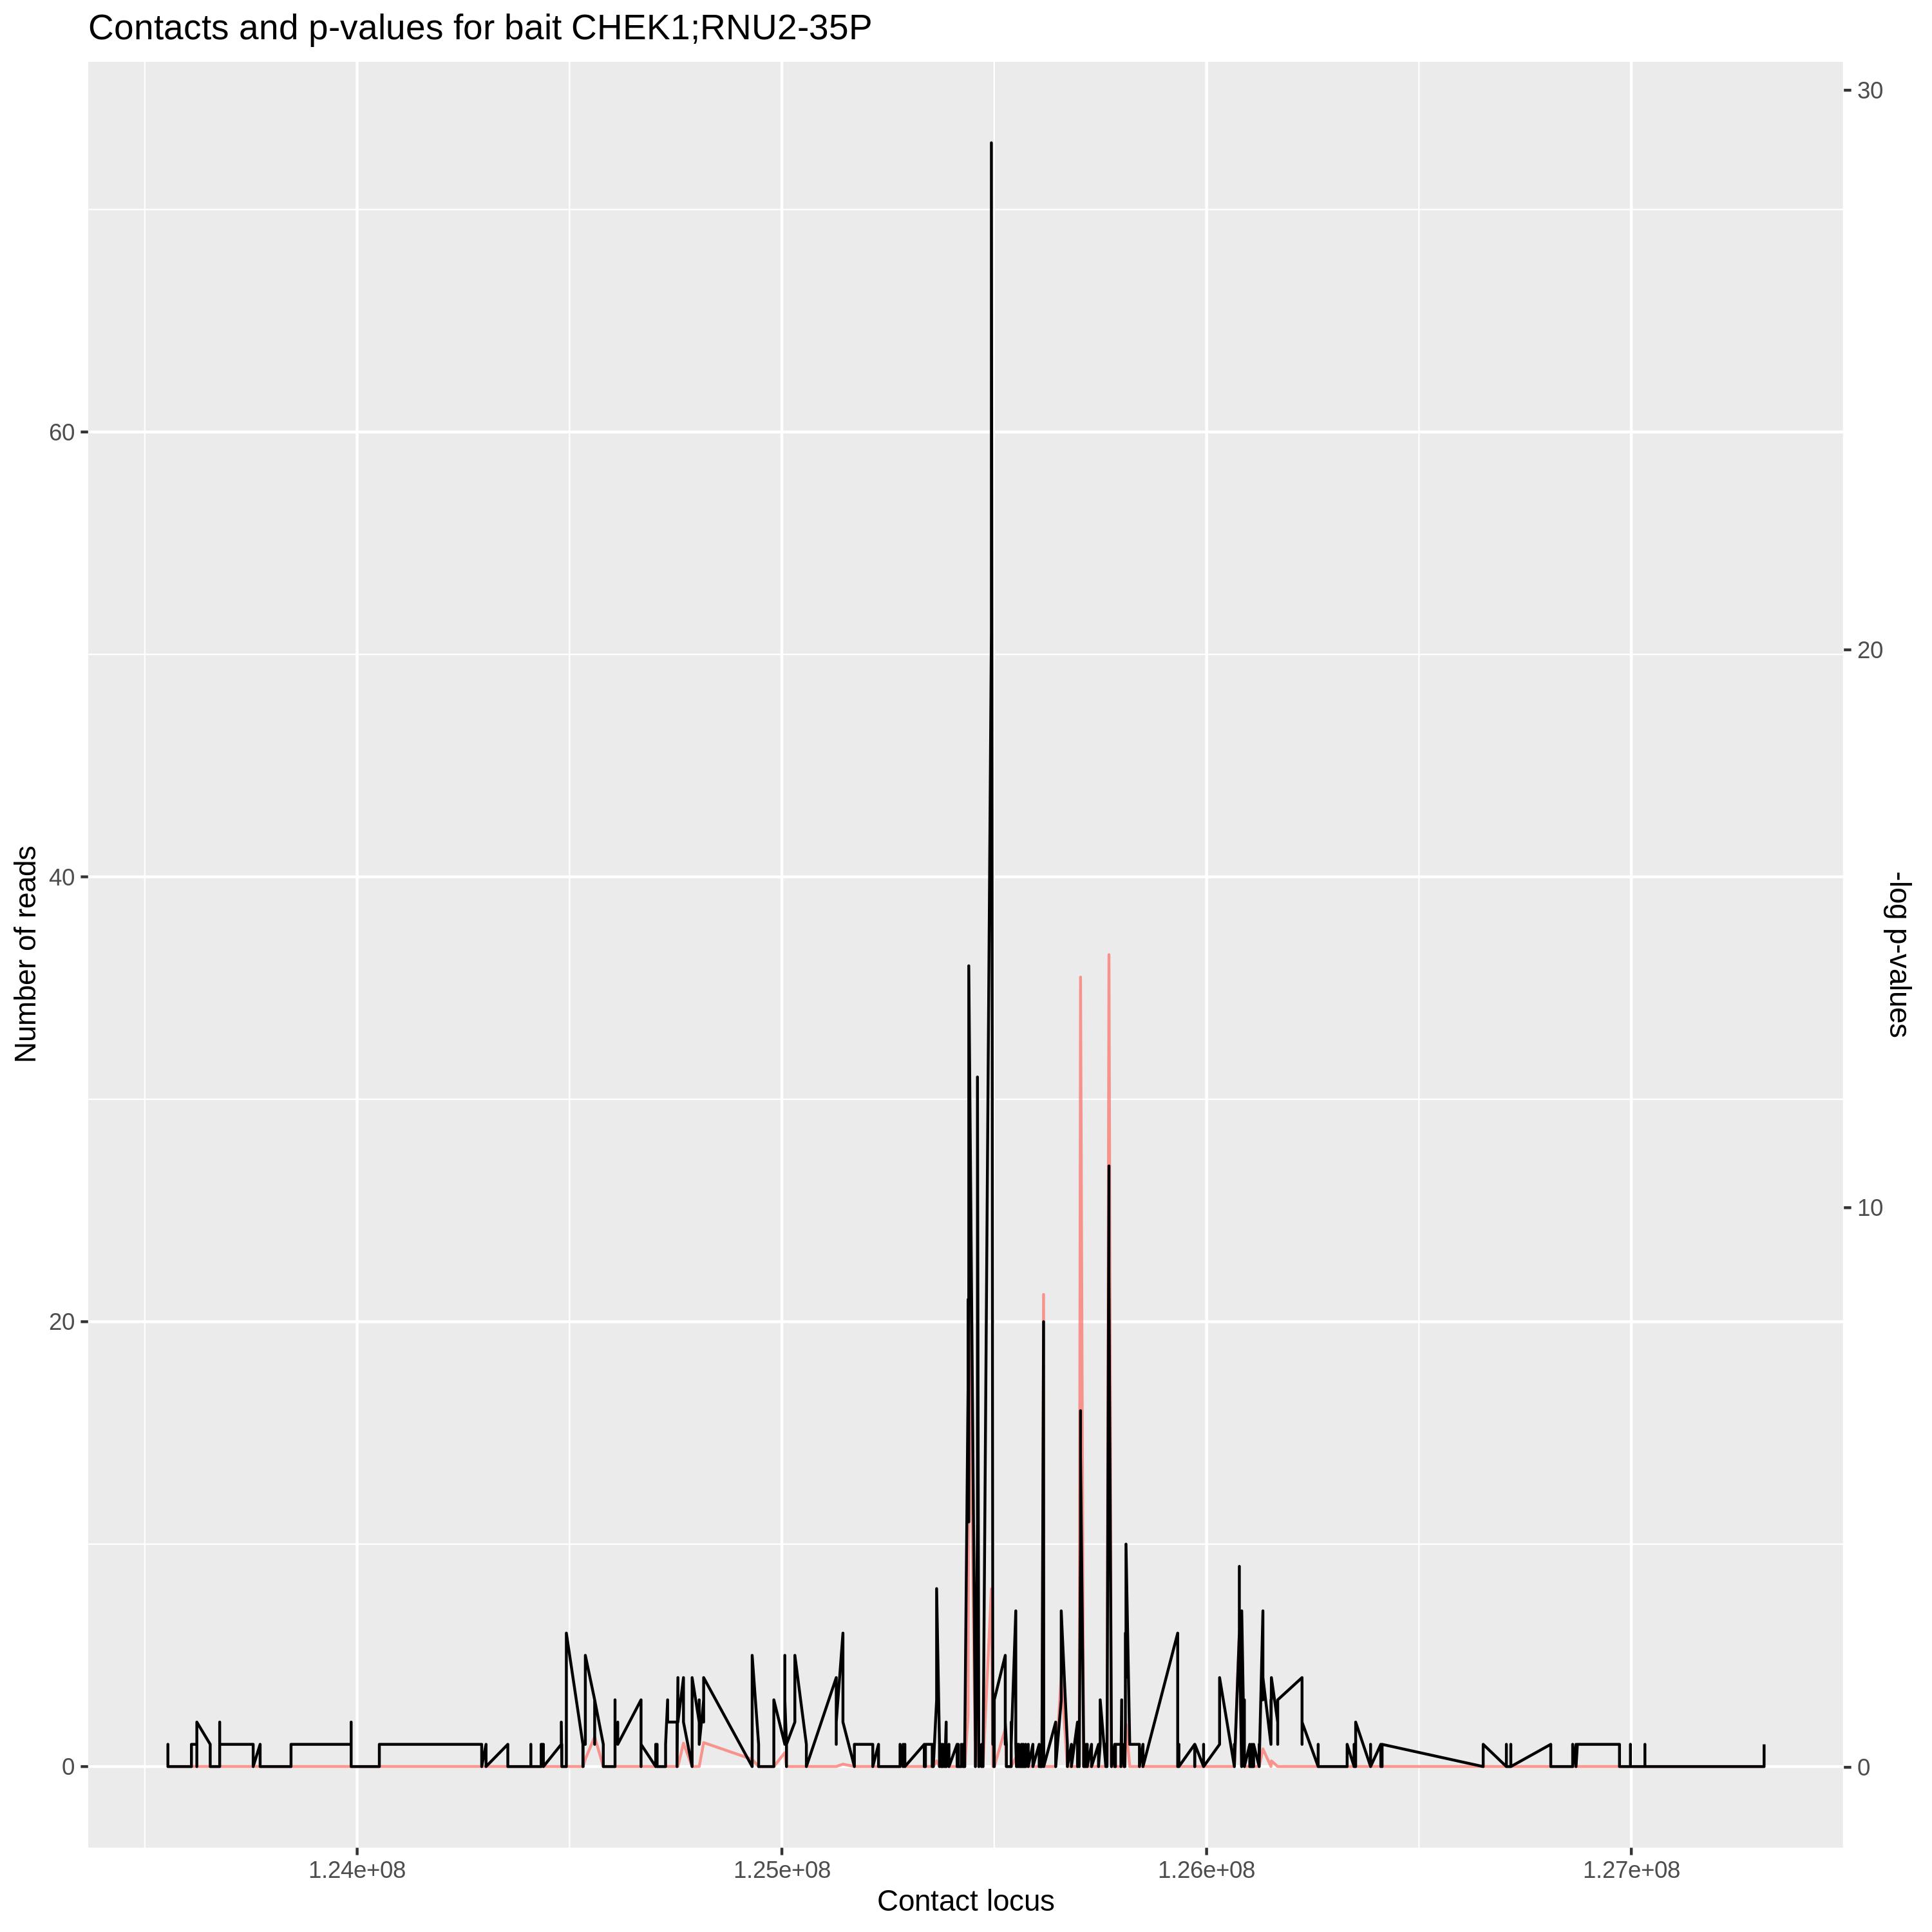 Contacts and p-values for bait CHEK1;RNU2-35P
30
60
20
40
Number of reads
-log p-values
10
20
0
0
1.24e+08 1.25e+08 1.26e+08 1.27e+08
Contact locus